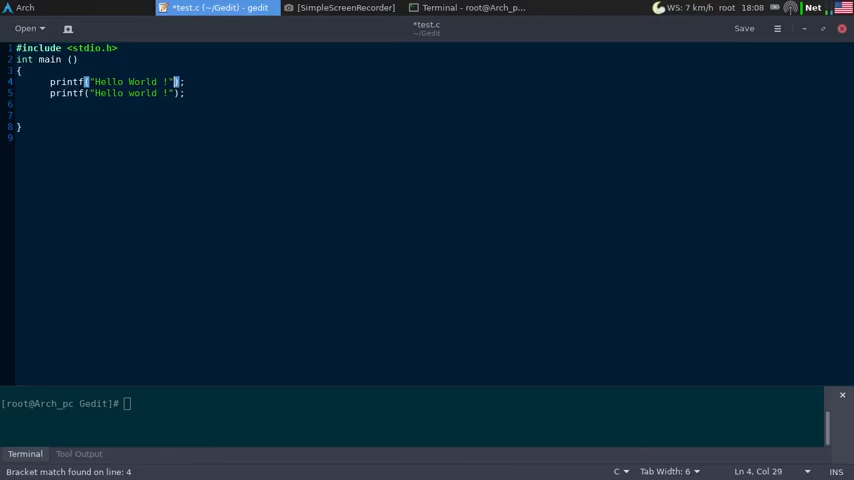 Arch *test.c (~/Gedit) - gedit [SimpleScreenRecorder] Terminal - root@Arch_p... WS: 7 km/h root 18:08 Net
Open *test.c Save
~/Gedit
1 #include <stdio.h>
2 int main ()
3 {
4 printf("Hello World !");
5 printf("Hello world !");
6
7
8 }
9
[root@Arch_pc Gedit]#
Terminal Tool Output
Bracket match found on line: 4 C Tab Width: 6 Ln 4, Col 29 INS